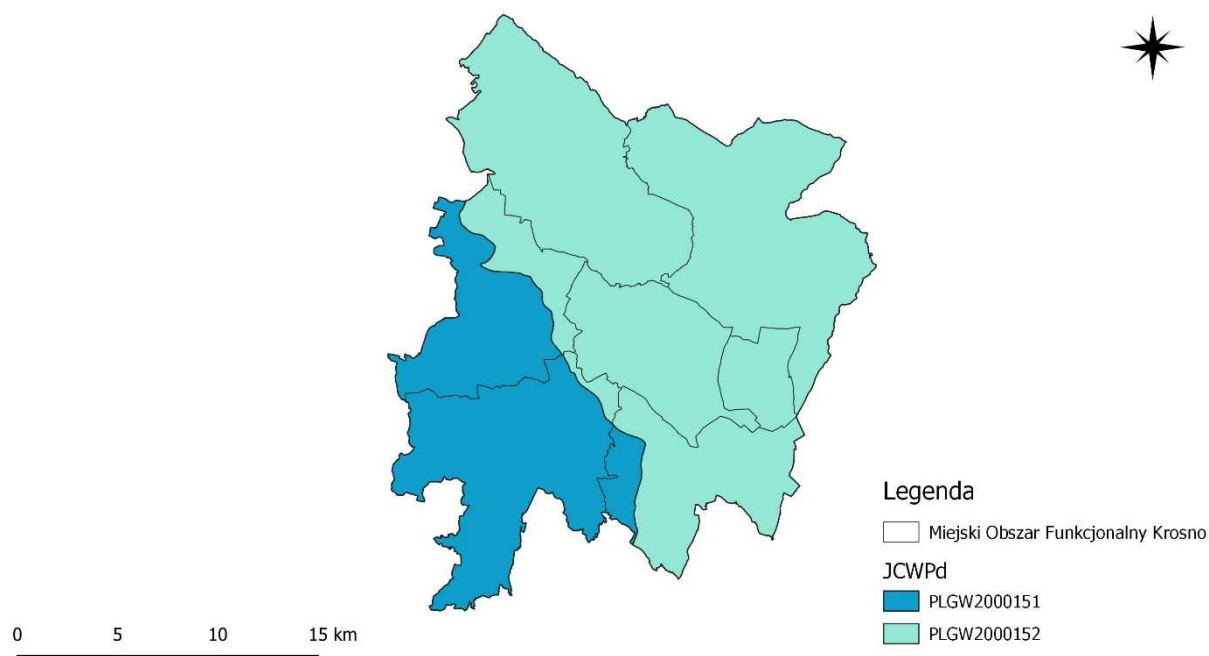 Legenda
Miejski Obszar Funkcjonalny Krosno
JCWPd
PLGW2000151
PLGW2000152
0 5 10 15 km